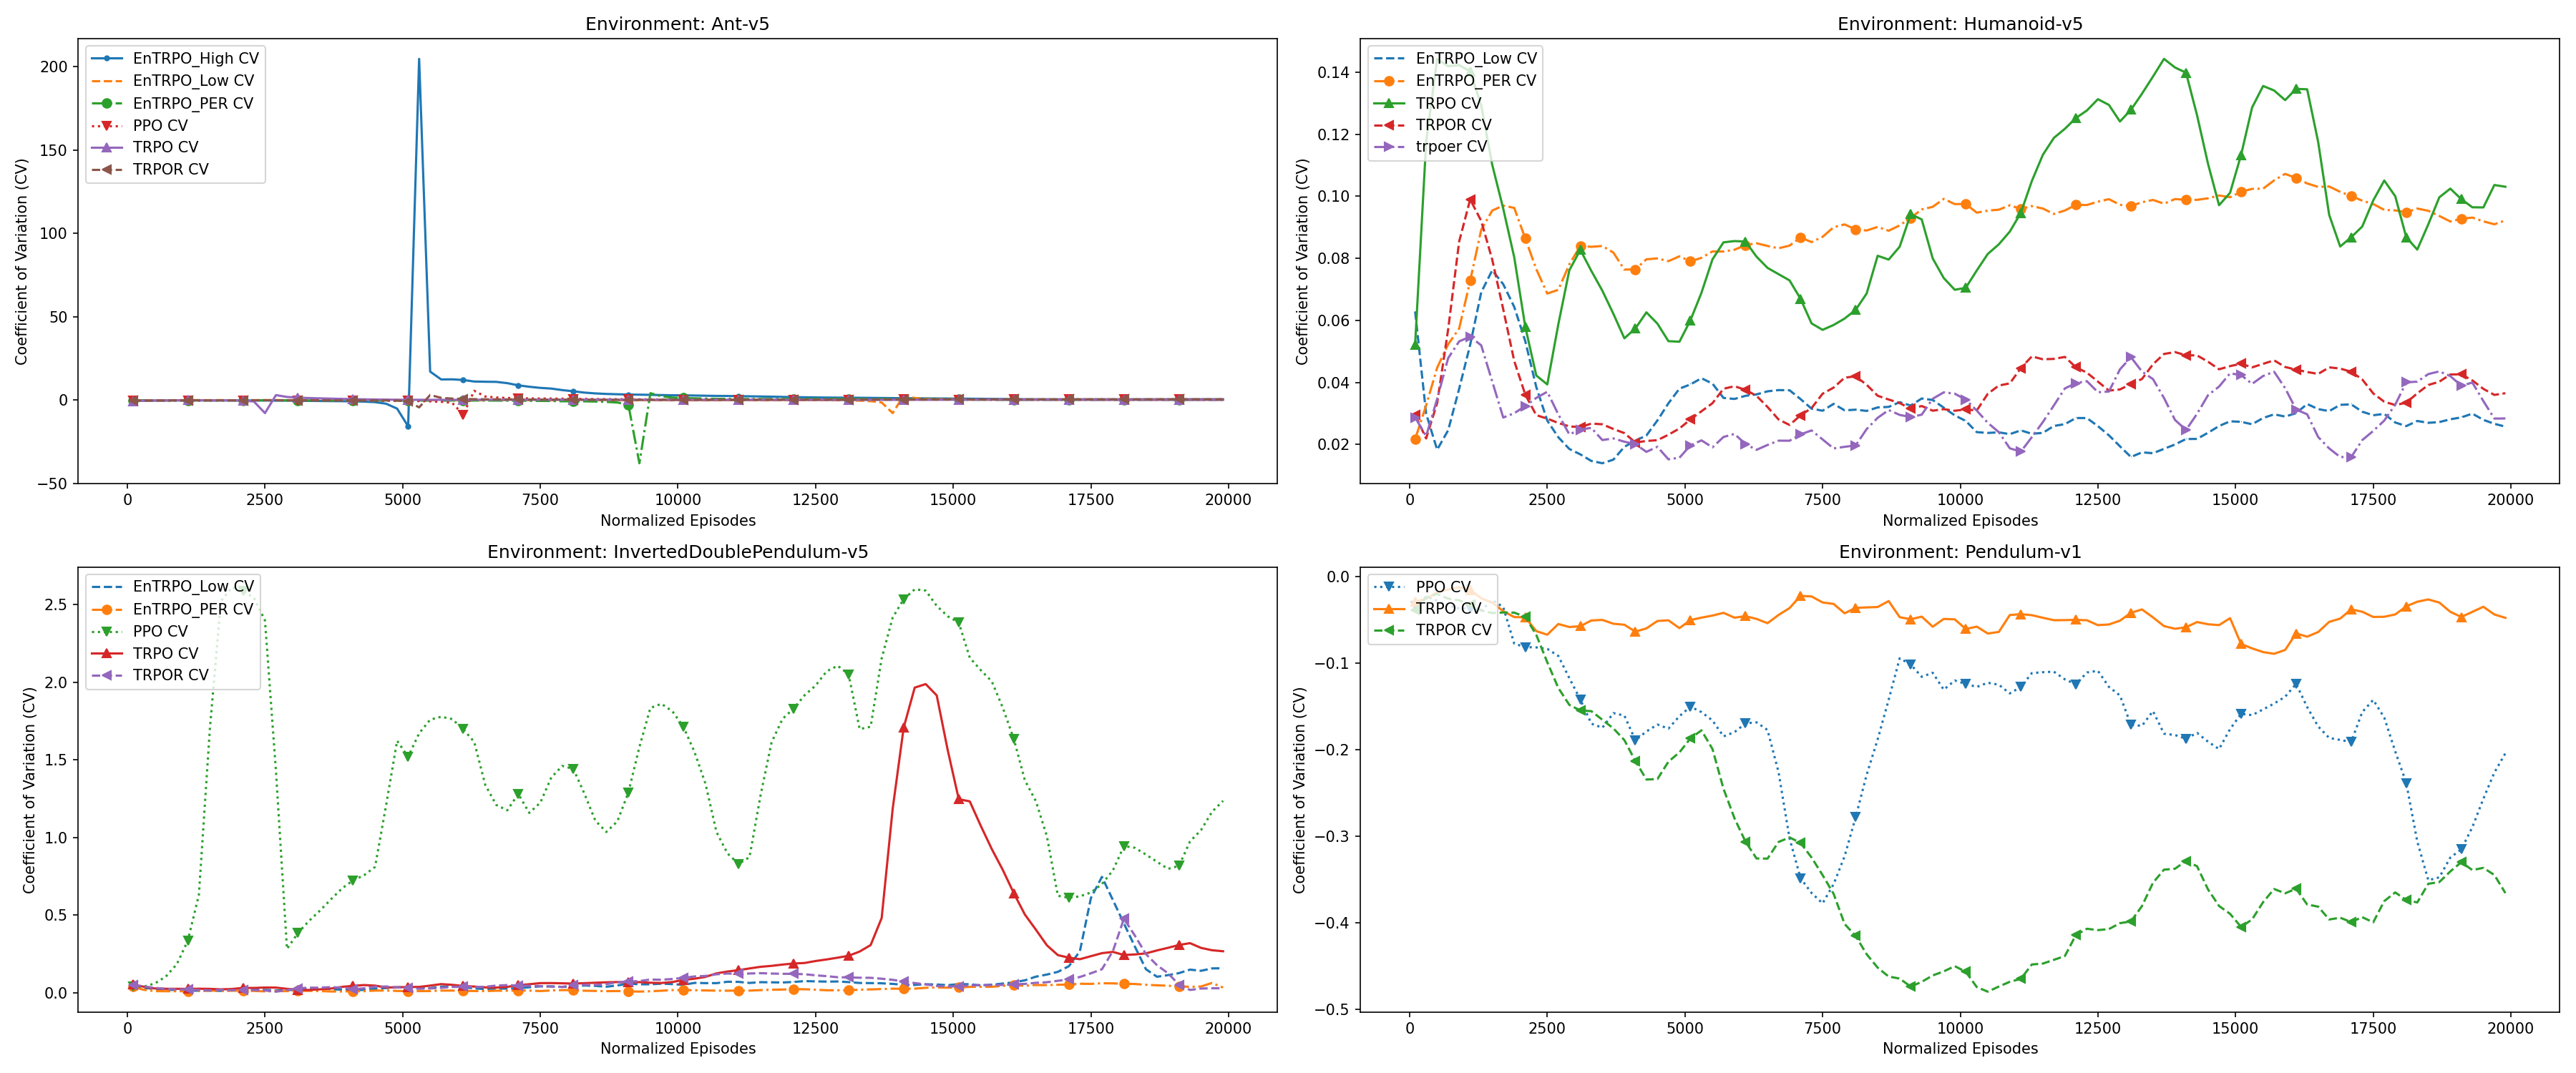 Environment: Ant-v5
EnTRPO_High CV
EnTRPO_Low CV
EnTRPO_PER CV
PPO CV
TRPO CV
TRPOR CV
Coefficient of Variation (CV)
200
150
100
50
0
−50
0 2500 5000 7500 10000 12500 15000 17500 20000
Normalized Episodes
Environment: Humanoid-v5
EnTRPO_Low CV
EnTRPO_PER CV
TRPO CV
TRPOR CV
trpoer CV
Coefficient of Variation (CV)
0.14
0.12
0.10
0.08
0.06
0.04
0.02
0 2500 5000 7500 10000 12500 15000 17500 20000
Normalized Episodes
Environment: InvertedDoublePendulum-v5
EnTRPO_Low CV
EnTRPO_PER CV
PPO CV
TRPO CV
TRPOR CV
Coefficient of Variation (CV)
2.5
2.0
1.5
1.0
0.5
0.0
0 2500 5000 7500 10000 12500 15000 17500 20000
Normalized Episodes
Environment: Pendulum-v1
PPO CV
TRPO CV
TRPOR CV
Coefficient of Variation (CV)
0.0
−0.1
−0.2
−0.3
−0.4
−0.5
0 2500 5000 7500 10000 12500 15000 17500 20000
Normalized Episodes